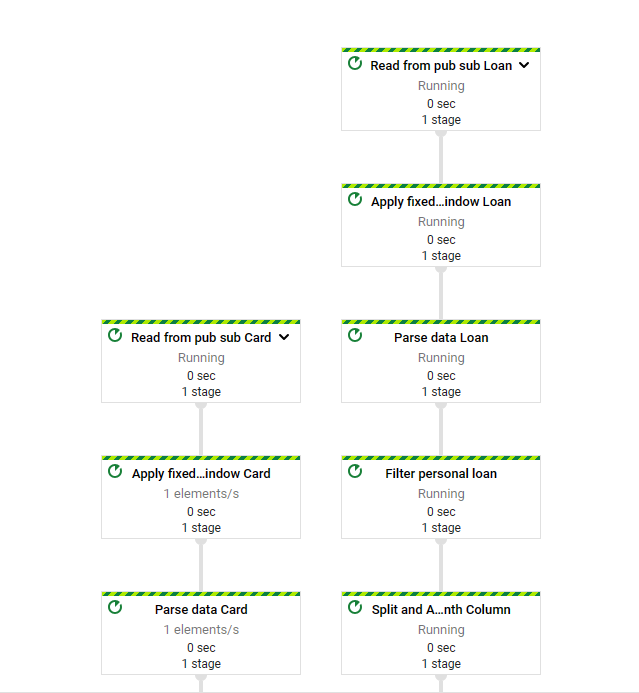 Read from pub sub Loan
Running
0 sec
1 stage
Apply fixed...indow Loan
Running
0 sec
1 stage
Read from pub sub Card
Running
0 sec
1 stage
Parse data Loan
Running
0 sec
1 stage
Apply fixed...indow Card
1 elements/s
0 sec
1 stage
Filter personal loan
Running
0 sec
1 stage
Parse data Card
1 elements/s
0 sec
1 stage
Split and A...nth Column
Running
0 sec
1 stage